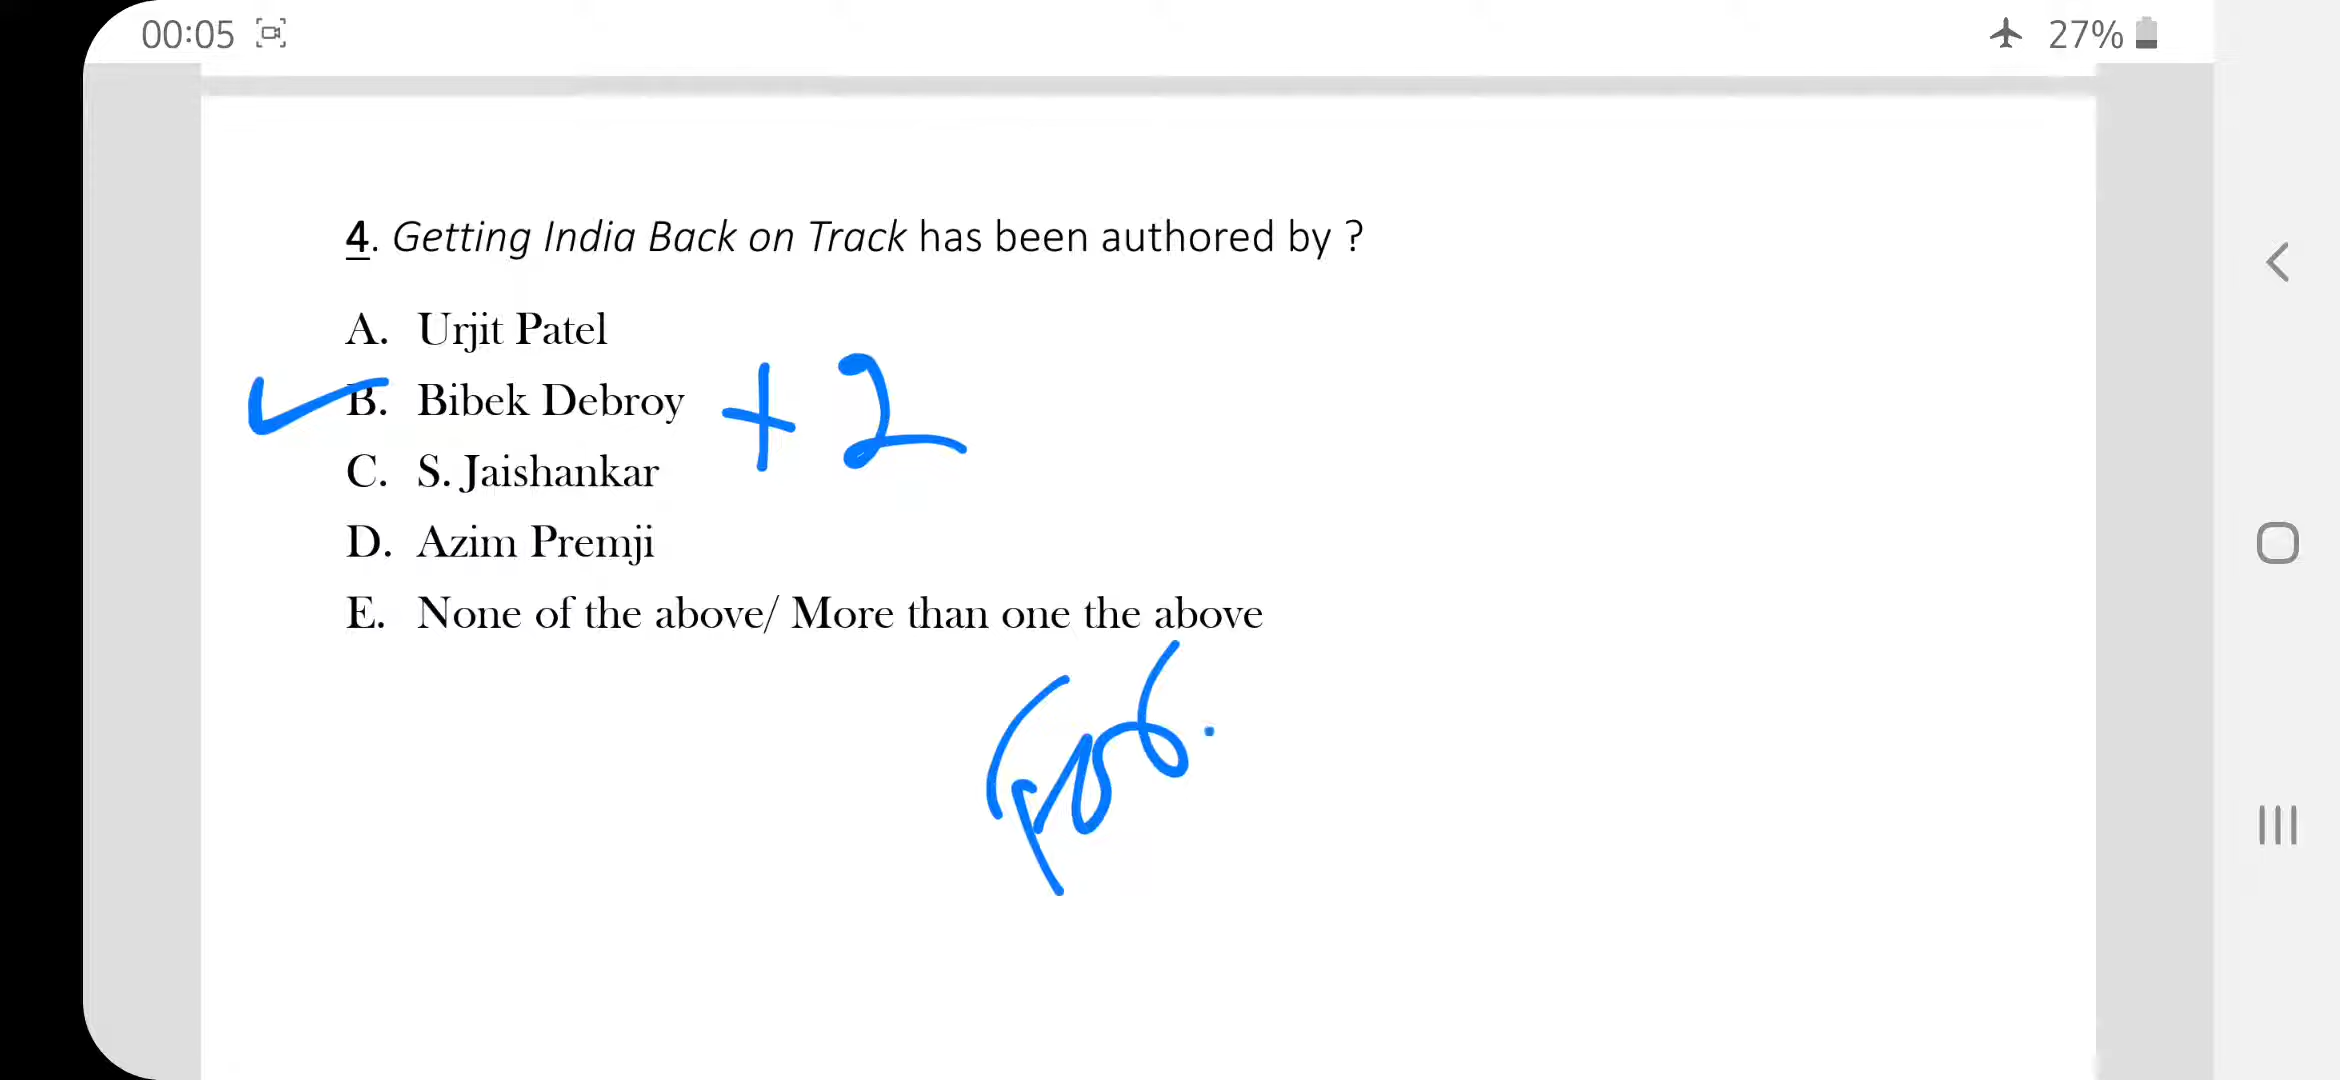 00:05
27%
4. Getting India Back on Track has been authored by ?
A. Urjit Patel
B. Bibek Debroy +2
C. S. Jaishankar
D. Azim Premji
E. None of the above/ More than one the above